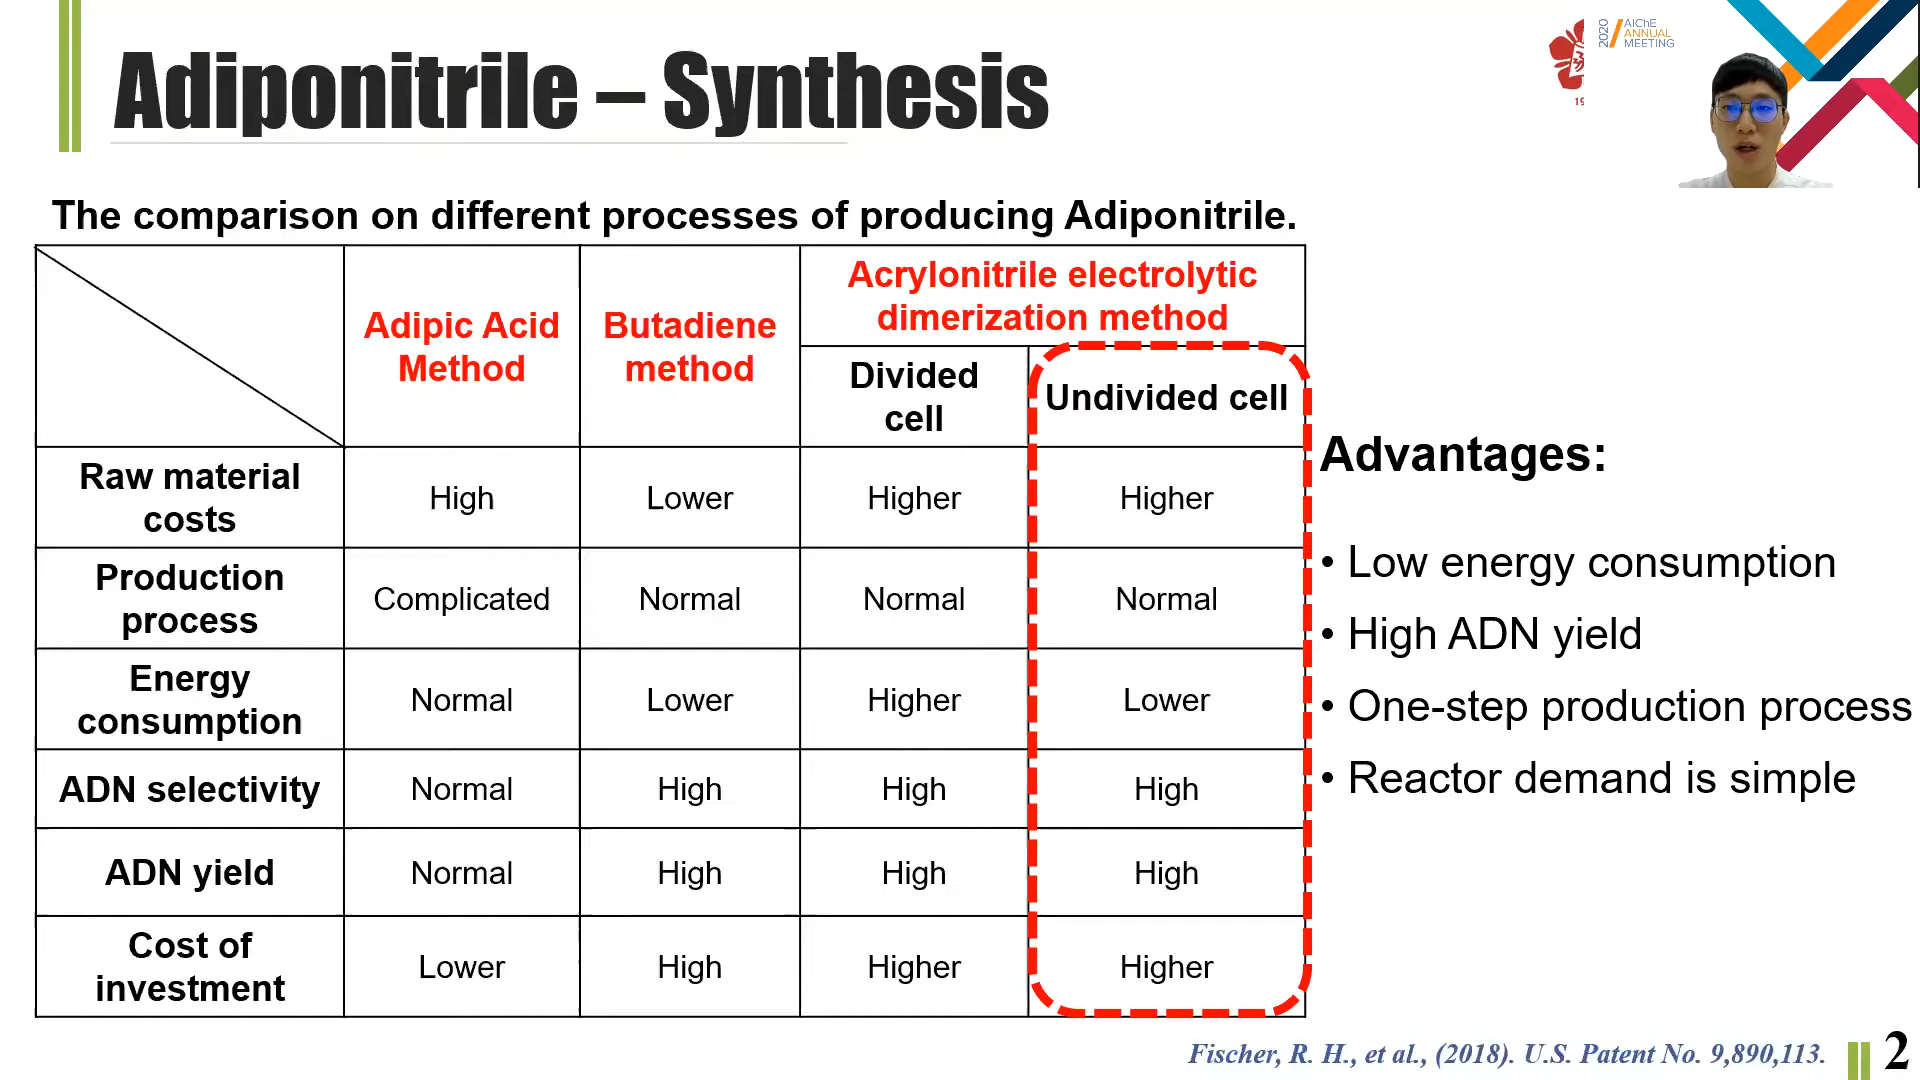 Adiponitrile – Synthesis
2020 AIChE
ANNUAL
MEETING
The comparison on different processes of producing Adiponitrile.
Adipic Acid
Method
Butadiene
method
Acrylonitrile electrolytic
dimerization method
Divided
cell
Undivided cell
Raw material
costs
High
Lower
Higher
Higher
Production
process
Complicated
Normal
Normal
Normal
Energy
consumption
Normal
Lower
Higher
Lower
ADN selectivity
Normal
High
High
High
ADN yield
Normal
High
High
High
Cost of
investment
Lower
High
Higher
Higher
Advantages:
• Low energy consumption
• High ADN yield
• One-step production process
• Reactor demand is simple
Fischer, R. H., et al., (2018). U.S. Patent No. 9,890,113.
2